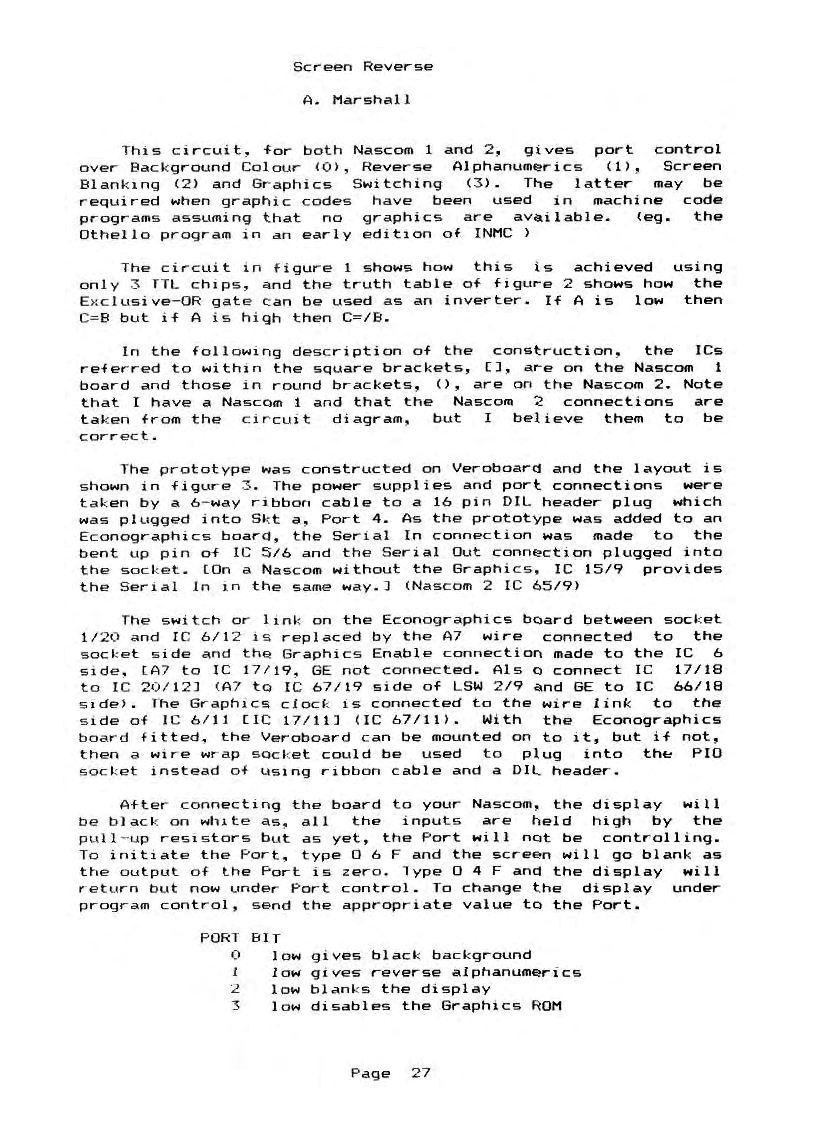 Screen Reverse
A. Marshall
This circuit, for both Nascom 1 and 2, gives port control
over Background Colour (0), Reverse Alphanumerics (1), Screen
Blanking (2) and Graphics Switching (3). The latter may be
required when graphic codes have been used in machine code
programs assuming that no graphics are available. (eg. the
Othello program in an early edition of INMC )
The circuit in figure 1 shows how this is achieved using
only 3 TTL chips, and the truth table of figure 2 shows how the
Exclusive-OR gate can be used as an inverter. If A is low then
C=B but if A is high then C=/B.
In the following description of the construction, the ICs
referred to within the square brackets, [], are on the Nascom 1
board and those in round brackets, (), are on the Nascom 2. Note
that I have a Nascom 1 and that the Nascom 2 connections are
taken from the circuit diagram, but I believe them to be
correct.
The prototype was constructed on Veroboard and the layout is
shown in figure 3. The power supplies and port connections were
taken by a 6-way ribbon cable to a 16 pin DIL header plug which
was plugged into Skt a, Port 4. As the prototype was added to an
Econographics board, the Serial In connection was made to the
bent up pin of IC 5/6 and the Serial Out connection plugged into
the socket. [On a Nascom without the Graphics, IC 15/9 provides
the Serial In in the same way.] (Nascom 2 IC 65/9)
The switch or link on the Econographics board between socket
1/20 and IC 6/12 is replaced by the A7 wire connected to the
socket side and the Graphics Enable connection made to the IC 6
side, [A7 to IC 17/19, GE not connected. Als o connect IC 17/18
to IC 20/12] (A7 to IC 67/19 side of LSW 2/9 and GE to IC 66/18
side). The Graphics clock is connected to the wire link to the
side of IC 6/11 [IC 17/11] (IC 67/11). With the Econographics
board fitted, the Veroboard can be mounted on to it, but if not,
then a wire wrap socket could be used to plug into the PIO
socket instead of using ribbon cable and a DIL header.
After connecting the board to your Nascom, the display will
be black on white as, all the inputs are held high by the
pull-up resistors but as yet, the Port will not be controlling.
To initiate the Port, type O 6 F and the screen will go blank as
the output of the Port is zero. Type O 4 F and the display will
return but now under Port control. To change the display under
program control, send the appropriate value to the Port.
PORT BIT
0 low gives black background
1 low gives reverse alphanumerics
2 low blanks the display
3 low disables the Graphics ROM
Page 27